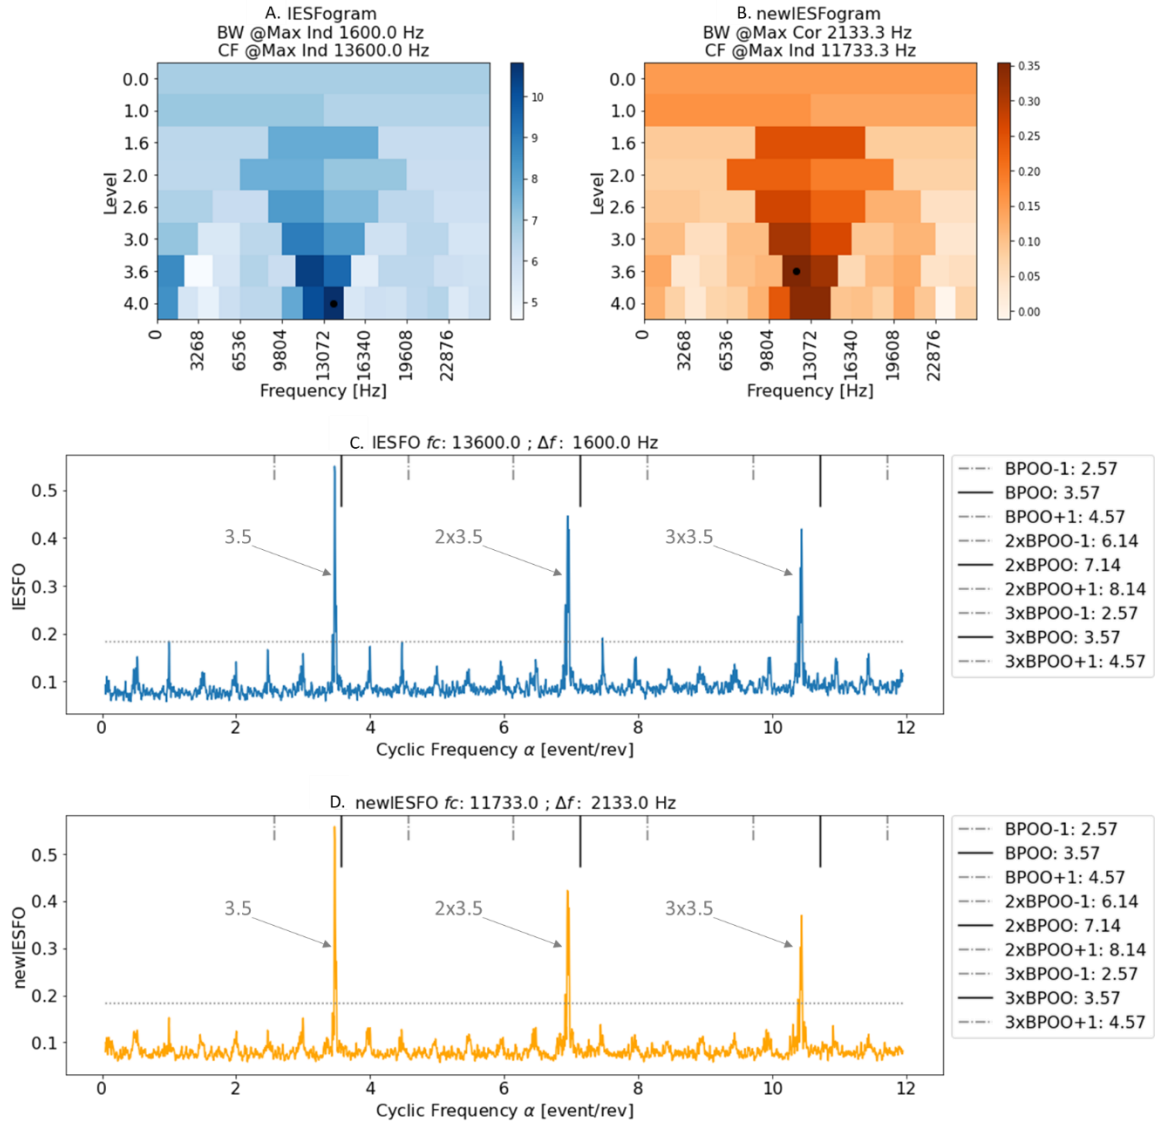 A. IESFogram
BW @Max Ind 1600.0 Hz
CF @Max Ind 13600.0 Hz
Level
0.0
1.0
1.6
2.0
2.6
3.0
3.6
4.0
0
3268
6536
9804
13072
16340
19608
22876
Frequency [Hz]
10
9
8
7
6
5
B. newIESFogram
BW @Max Cor 2133.3 Hz
CF @Max Ind 11733.3 Hz
Level
0.0
1.0
1.6
2.0
2.6
3.0
3.6
4.0
0
3268
6536
9804
13072
16340
19608
22876
Frequency [Hz]
0.35
0.30
0.25
0.20
0.15
0.10
0.05
0.00
C. IESFO fc: 13600.0 ; Δf: 1600.0 Hz
IESFO
0.5
0.4
0.3
0.2
0.1
3.5
2x3.5
3x3.5
0
2
4
6
8
10
12
Cyclic Frequency α [event/rev]
BPOO-1: 2.57
BPOO: 3.57
BPOO+1: 4.57
2xBPOO-1: 6.14
2xBPOO: 7.14
2xBPOO+1: 8.14
3xBPOO-1: 2.57
3xBPOO: 3.57
3xBPOO+1: 4.57
D. newIESFO fc: 11733.0 ; Δf: 2133.0 Hz
newIESFO
0.5
0.4
0.3
0.2
0.1
3.5
2x3.5
3x3.5
0
2
4
6
8
10
12
Cyclic Frequency α [event/rev]
BPOO-1: 2.57
BPOO: 3.57
BPOO+1: 4.57
2xBPOO-1: 6.14
2xBPOO: 7.14
2xBPOO+1: 8.14
3xBPOO-1: 2.57
3xBPOO: 3.57
3xBPOO+1: 4.57